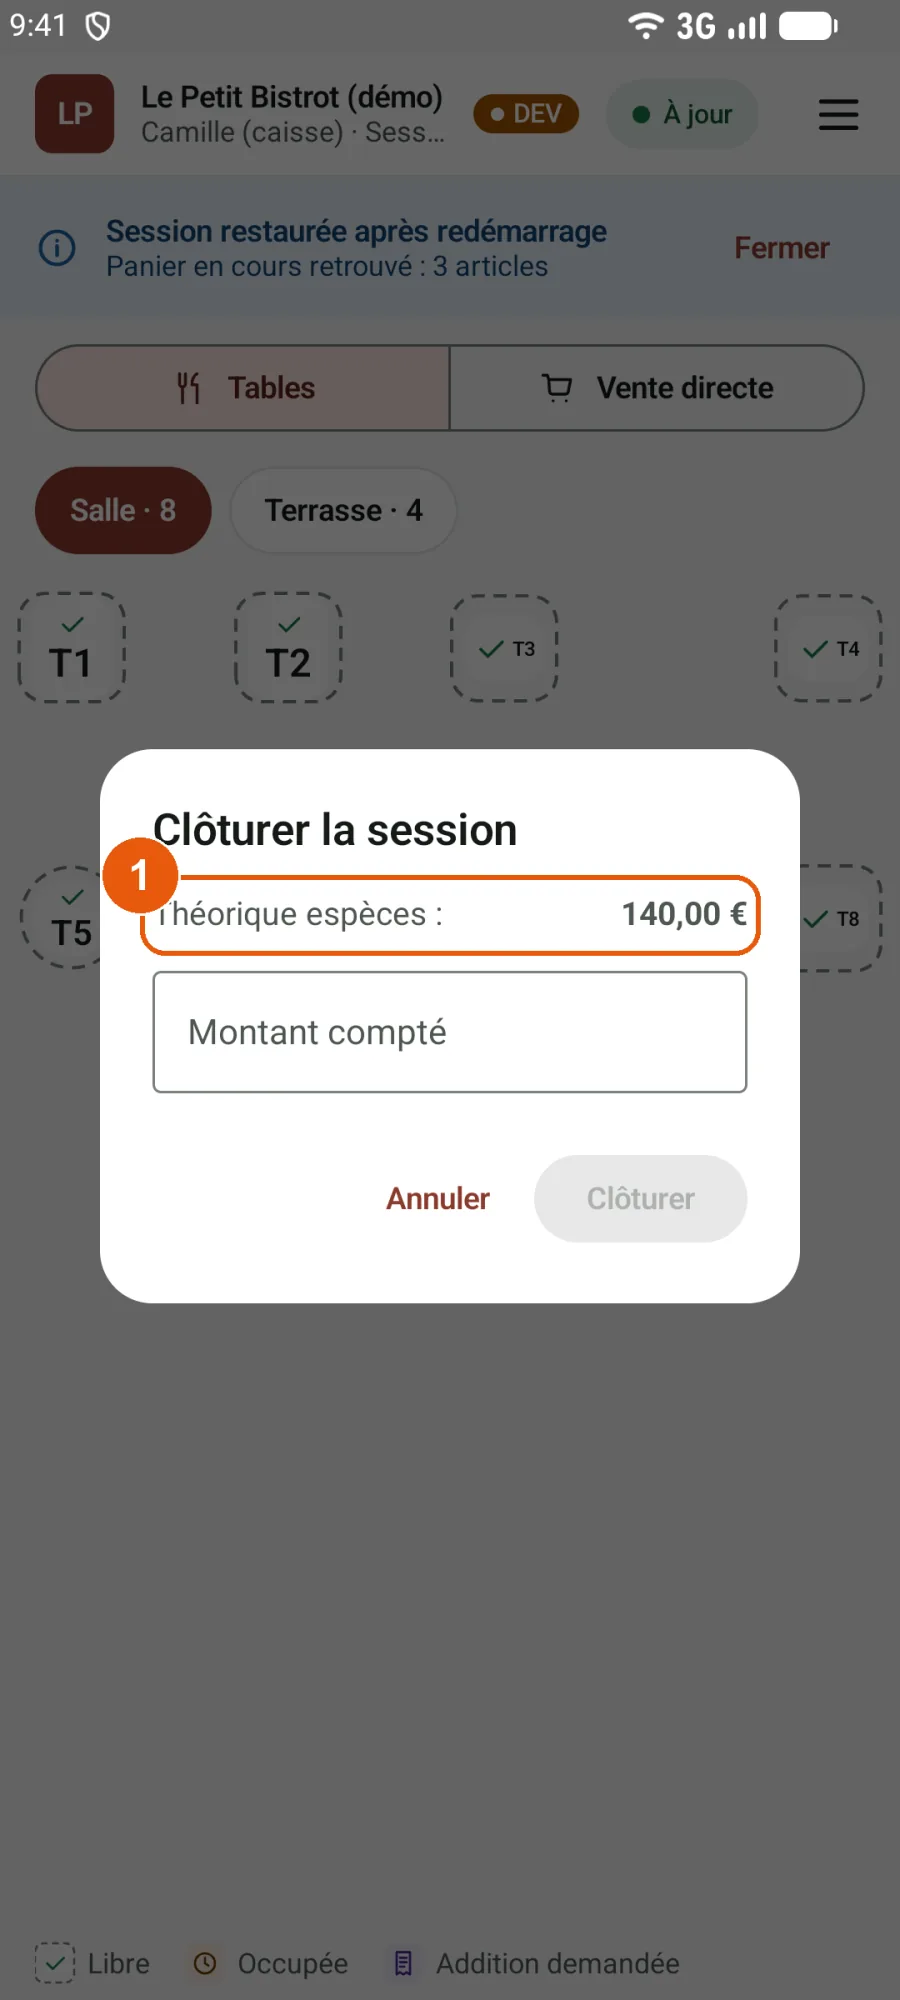 9:41
3G
LP
Le Petit Bistrot (démo)
Camille (caisse) · Sess...
DEV
À jour
Session restaurée après redémarrage
Panier en cours retrouvé : 3 articles
Fermer
Tables
Vente directe
Salle · 8
Terrasse · 4
T1
T2
T3
T4
Clôturer la session
1
Théorique espèces :
140,00 €
T5
T8
Montant compté
Annuler
Clôturer
Libre
Occupée
Addition demandée